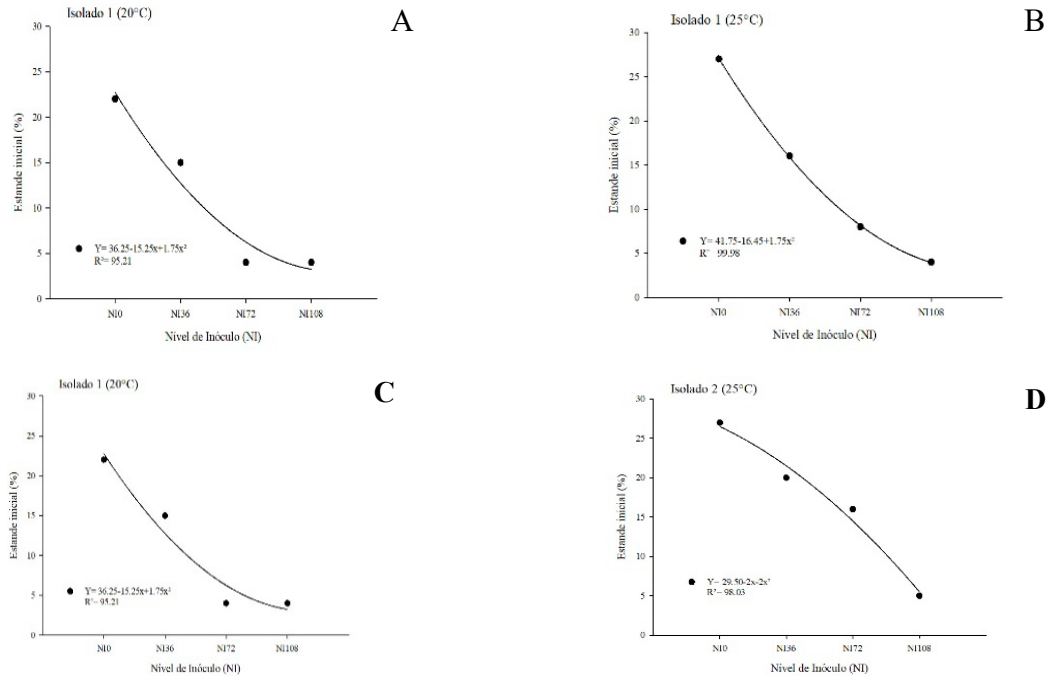 Isolado 1 (20°C)
A
Estande inicial (%)
30
25
20
15
10
5
0
Y= 36.25-15.25x+1.75x²
R²= 95.21
NI0 NI36 NI72 NI108
Nível de Inóculo (NI)
Isolado 1 (25°C)
B
Estande inicial (%)
30
25
20
15
10
5
0
Y= 41.75-16.45+1.75x²
R² 99.98
NI0 NI36 NI72 NI108
Nível de Inóculo (NI)
Isolado 1 (20°C)
C
Estande inicial (%)
30
25
20
15
10
5
0
Y= 36.25-15.25x+1.75x²
R²= 95.21
NI0 NI36 NI72 NI108
Nível de Inóculo (NI)
Isolado 2 (25°C)
D
Estande inicial (%)
30
25
20
15
10
5
0
Y= 29.50-2x-2x²
R²= 98.03
NI0 NI36 NI72 NI108
Nível de Inóculo (NI)